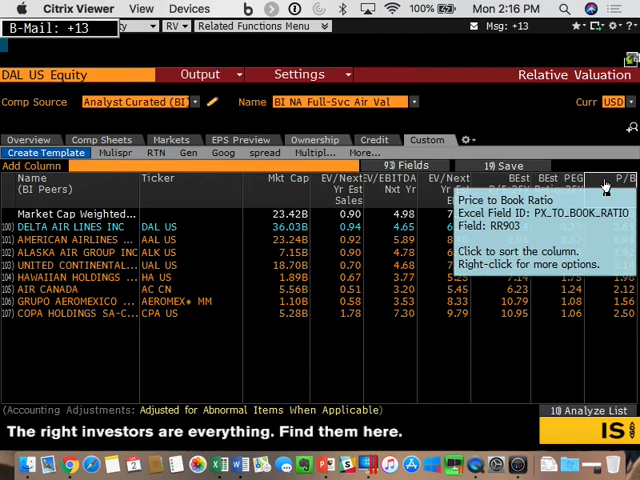 Citrix Viewer View Devices 100% Mon 2:16 PM
B-Mail: +13 RV Related Functions Menu Msg: +13
DAL US Equity Output Settings Relative Valuation
Comp Source Analyst Curated (BI) Name BI NA Full-Svc Air Val Curr USD
Overview Comp Sheets Markets EPS Preview Ownership Credit Custom
Create Template Mulispr RTN Gen Goog spread Multipl... More...
Add Column 93) Fields 19) Save
Name Ticker Mkt Cap EV/Next EV/EBITDA EV/Next BEst BEst PEG P/B
(BI Peers) Yr Est Nxt Yr
Sales
Price to Book Ratio
Excel Field ID: PX_TO_BOOK_RATIO
Field: RR903
Click to sort the column.
Right-click for more options.
Market Cap Weighted... 23.42B 0.90 4.98
100) DELTA AIR LINES INC DAL US 36.03B 0.94 4.65
101) AMERICAN AIRLINES ... AAL US 23.24B 0.92 5.89
102) ALASKA AIR GROUP INC ALK US
103) UNITED CONTINENTAL... UAL US 18.70B 0.70 4.68
104) HAWAIIAN HOLDINGS I HA US 1.89B 0.67 3.77
105) AIR CANADA AC CN 5.56B 0.51 3.20 5.45 6.23 1.24 2.12
106) GRUPO AEROMEXICO ... AEROMEX* MM 1.10B 0.58 3.53 8.33 10.79 1.08 1.56
107) COPA HOLDINGS SA-C... CPA US 5.28B 1.78 7.30 9.79 10.95 1.06 2.50
(Accounting Adjustments: Adjusted for Abnormal Items When Applicable) 10) Analyze List
The right investors are everything. Find them here. IS